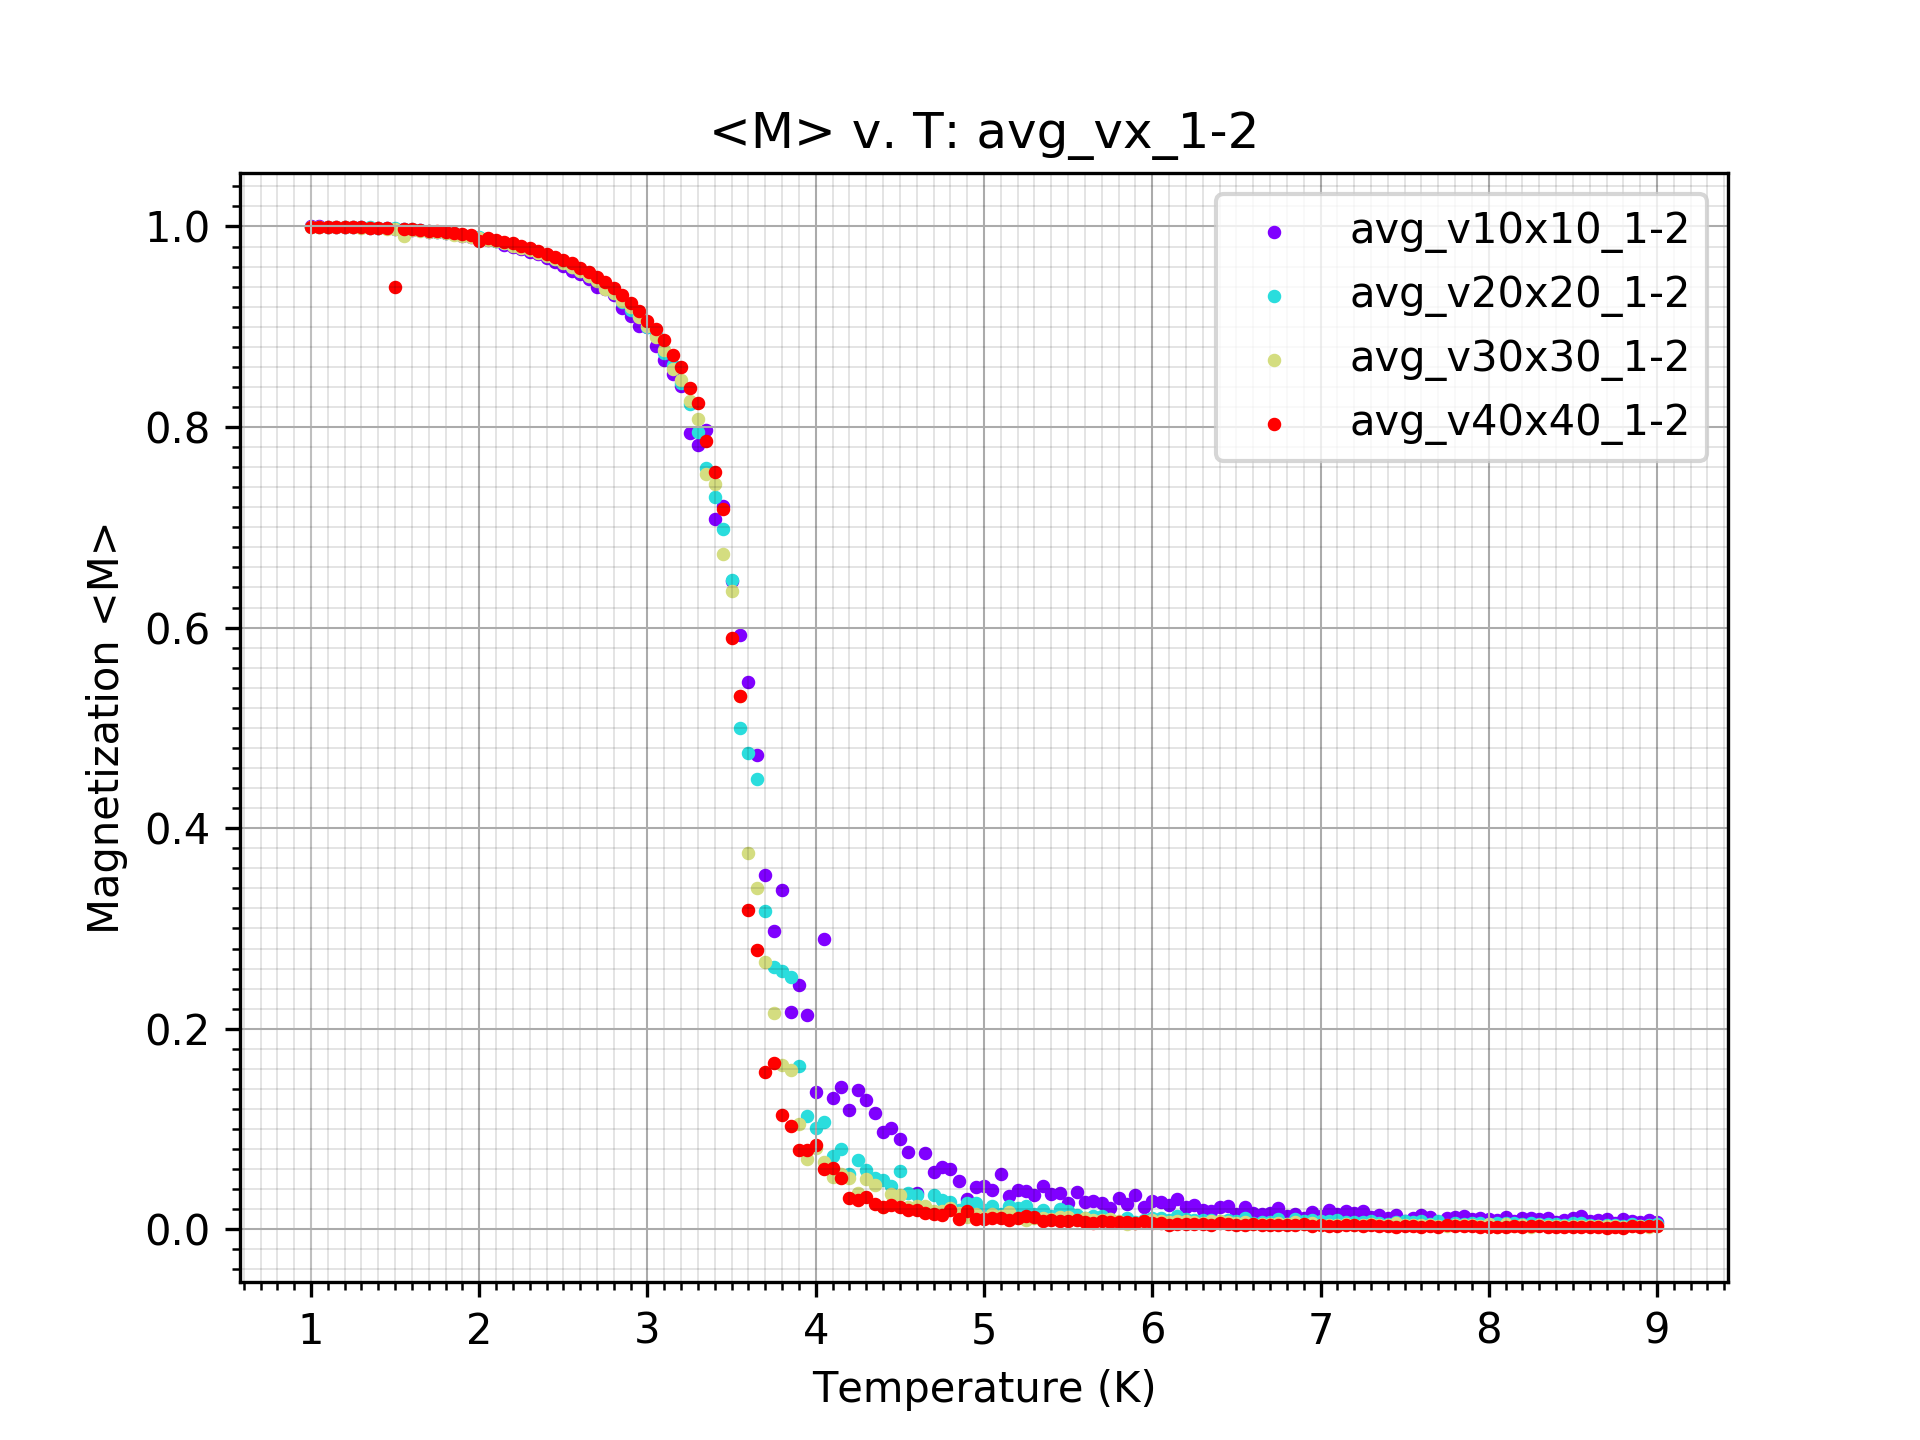 <M> v. T: avg_vx_1-2
avg_v10x10_1-2
avg_v20x20_1-2
avg_v30x30_1-2
avg_v40x40_1-2
Magnetization <M>
1.0
0.8
0.6
0.4
0.2
0.0
1 2 3 4 5 6 7 8 9
Temperature (K)